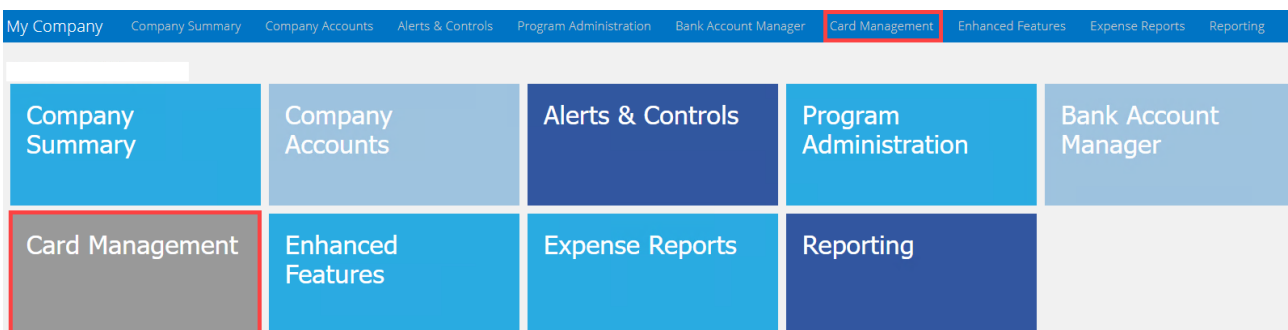 My Company Company Summary Company Accounts Alerts & Controls Program Administration Bank Account Manager Card Management Enhanced Features Expense Reports Reporting
Company
Summary
Company
Accounts
Alerts & Controls
Program
Administration
Bank Account
Manager
Card Management
Enhanced
Features
Expense Reports
Reporting